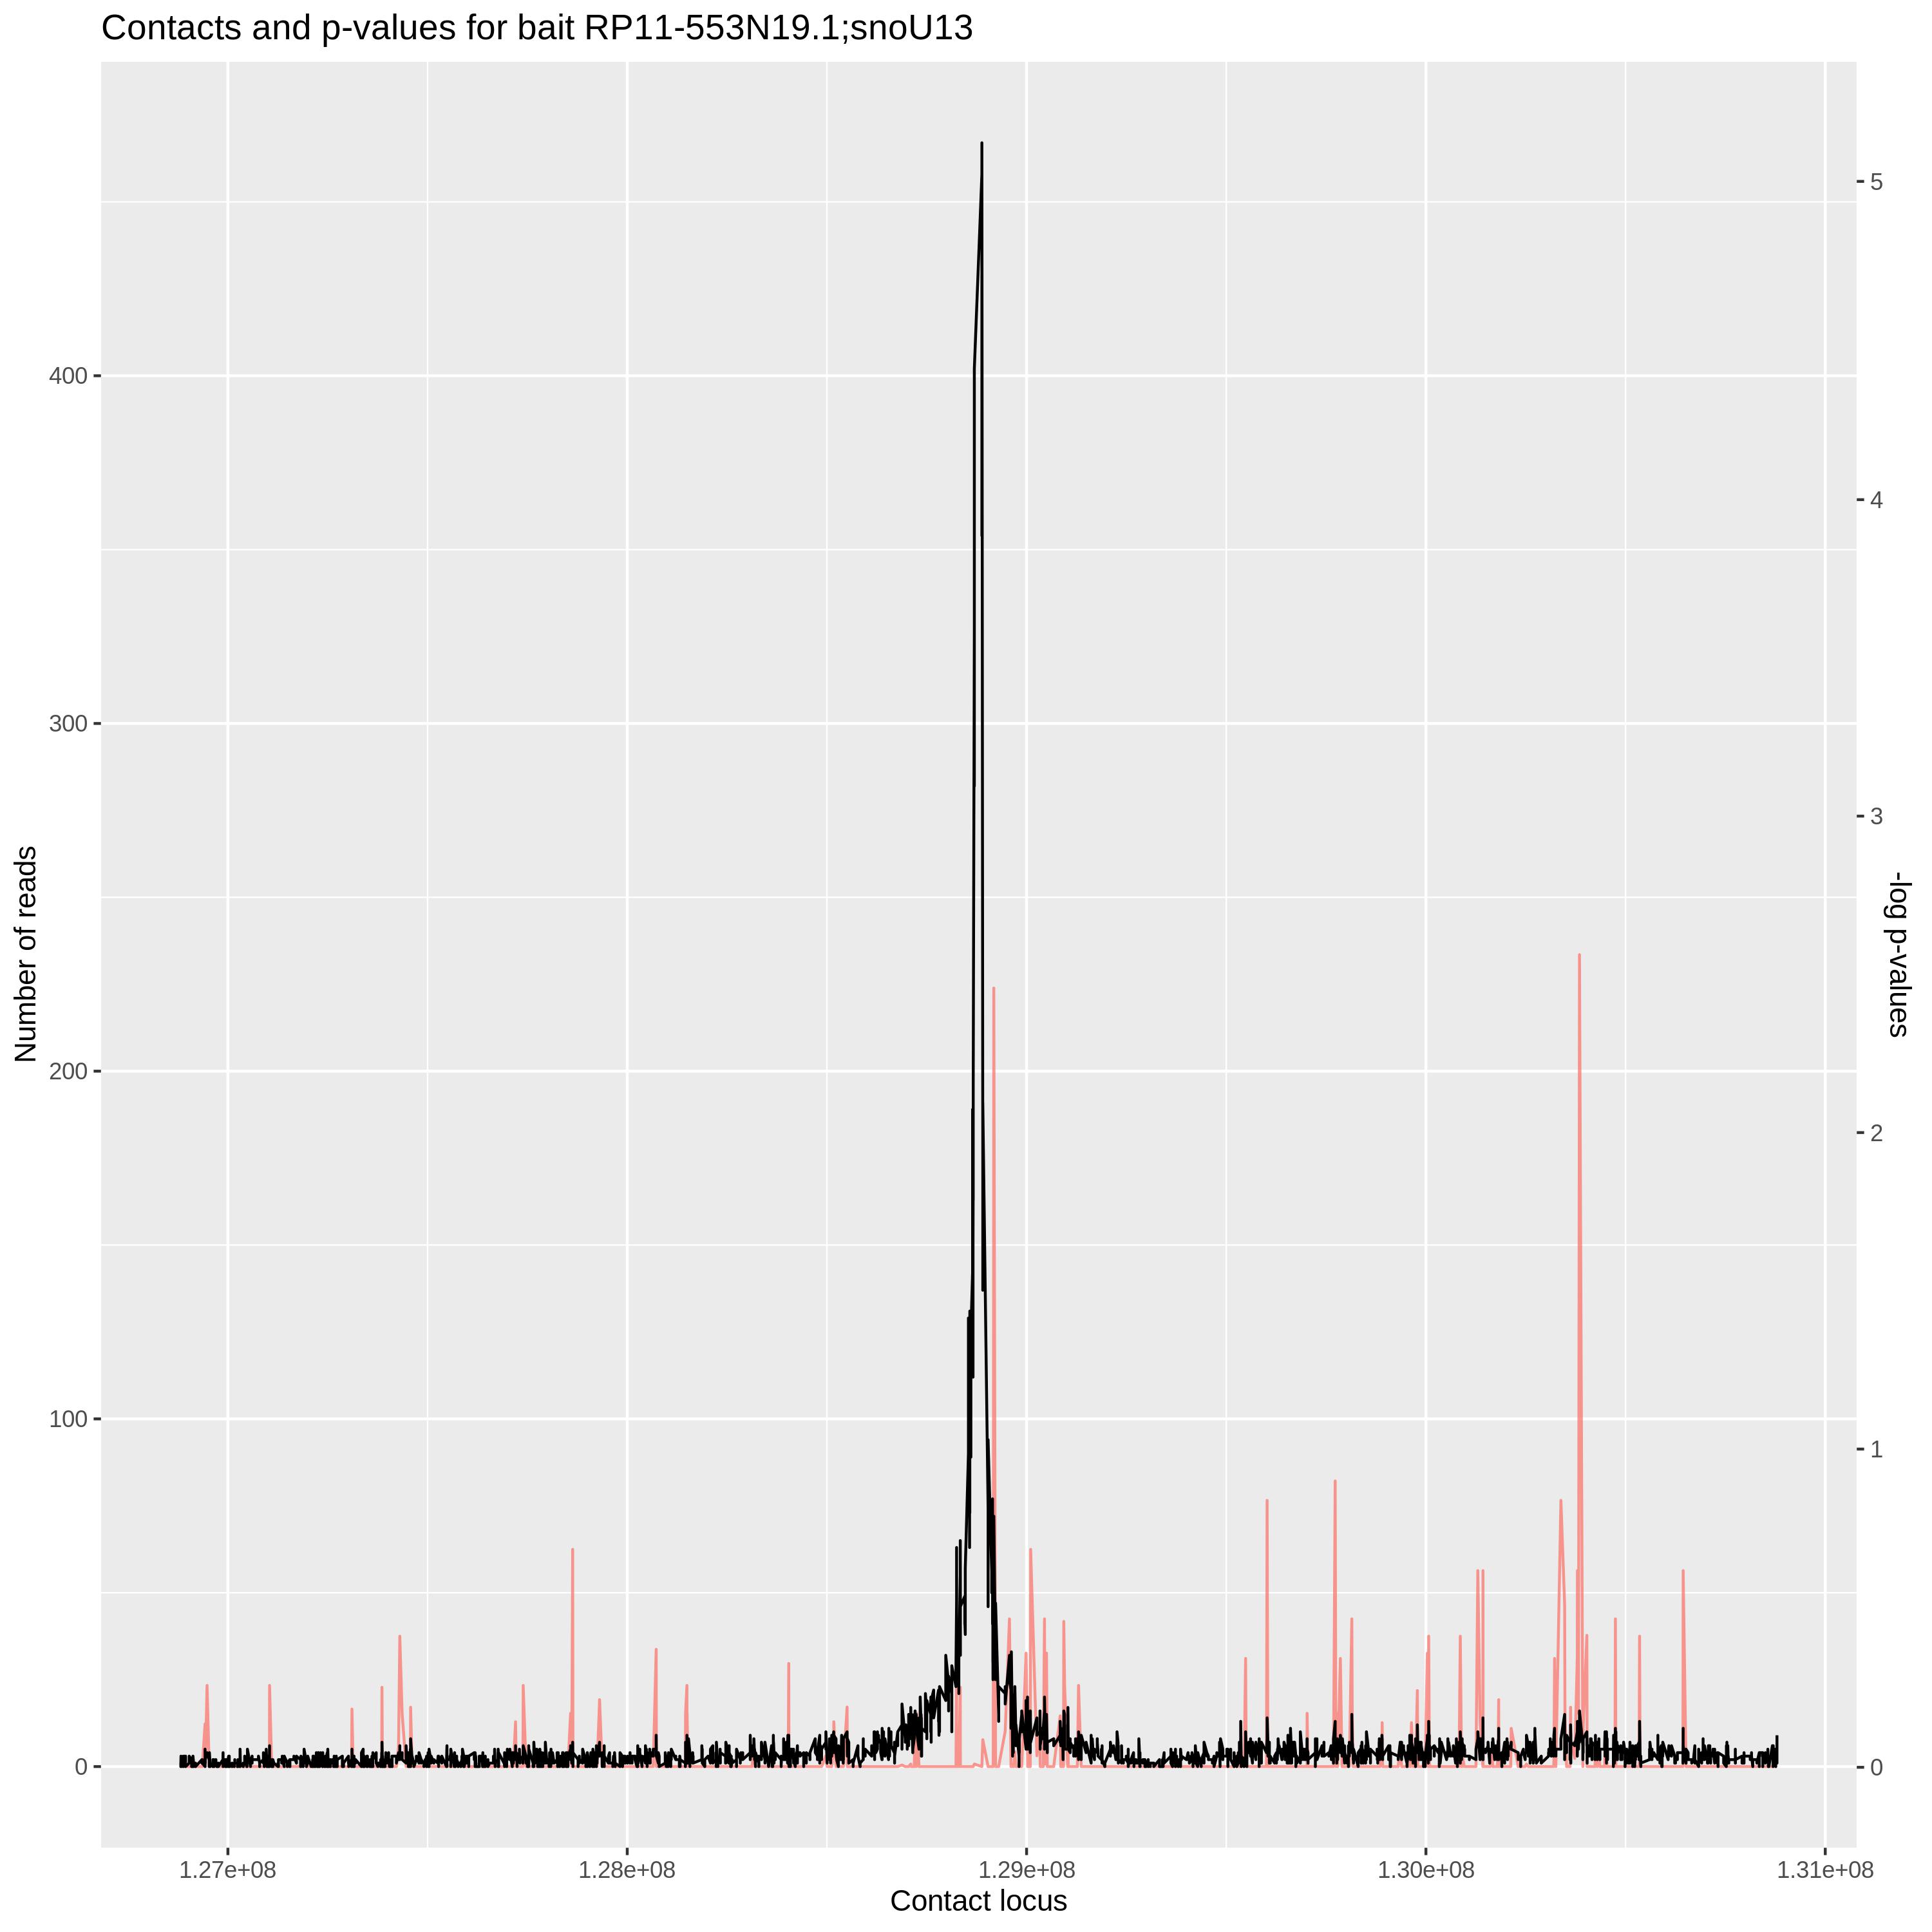 Contacts and p-values for bait RP11-553N19.1;snoU13
Number of reads
400
300
200
100
0
5
4
3
2
1
0
-log p-values
1.27e+08 1.28e+08 1.29e+08 1.30e+08 1.31e+08
Contact locus